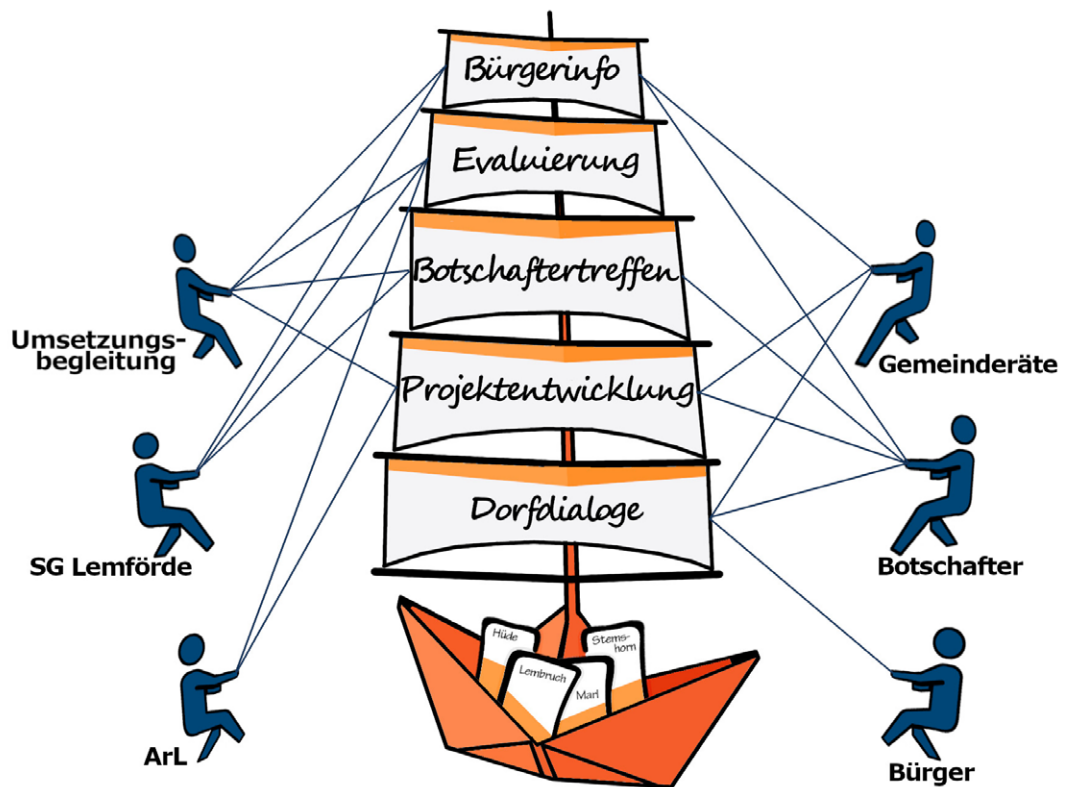 Bürgerinfo
Evaluierung
Botschaftertreffen
Projektentwicklung
Dorfdialoge
Umsetzungs-
begleitung
SG Lemförde
ArL
Gemeinderäte
Botschafter
Bürger
Hüde
Lembruch
Marl
Stems-
horn